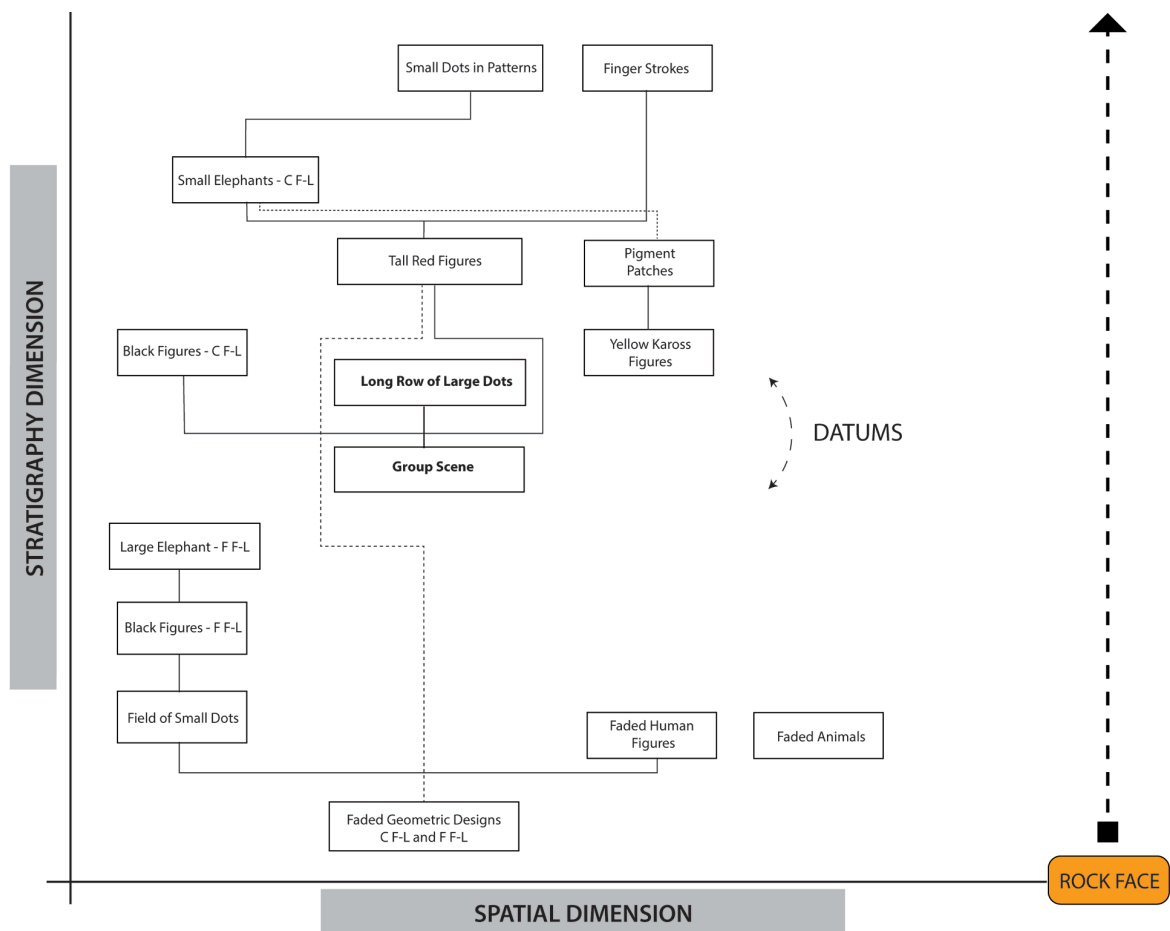 Small Dots in Patterns
Finger Strokes
Small Elephants - C F-L
Tall Red Figures
Pigment
Patches
Black Figures - C F-L
Yellow Kaross
Figures
Long Row of Large Dots
DATUMS
Group Scene
STRATIGRAPHY DIMENSION
Large Elephant - F F-L
Black Figures - F F-L
Field of Small Dots
Faded Human
Figures
Faded Animals
Faded Geometric Designs
C F-L and F F-L
ROCK FACE
SPATIAL DIMENSION